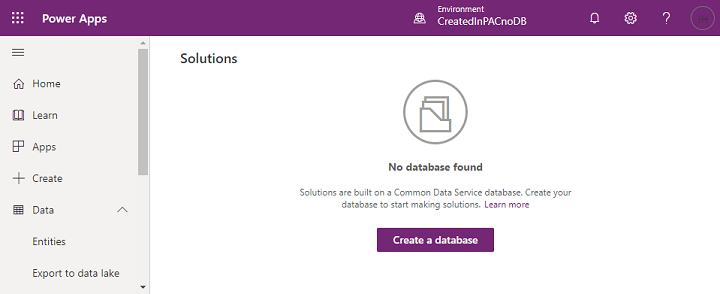 Power Apps
Environment
CreatedInPACnoDB
Home
Learn
Apps
Create
Data
Entities
Export to data lake
Solutions
No database found
Solutions are built on a Common Data Service database. Create your
database to start making solutions. Learn more
Create a database